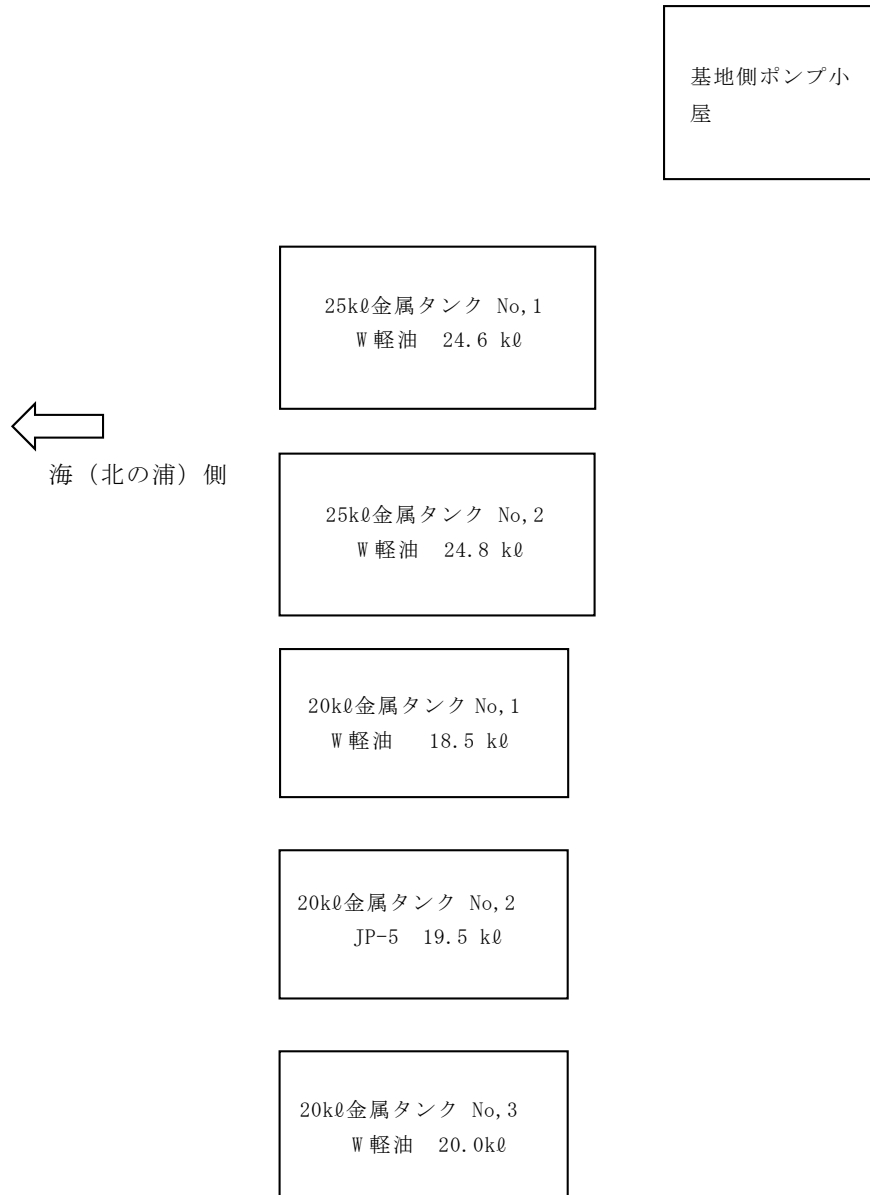 基地側ポンプ小
屋
25kℓ金属タンク No,1
W軽油 24.6 kℓ
海（北の浦）側
25kℓ金属タンク No,2
W軽油 24.8 kℓ
20kℓ金属タンク No,1
W軽油 18.5 kℓ
20kℓ金属タンク No,2
JP-5 19.5 kℓ
20kℓ金属タンク No,3
W軽油 20.0kℓ